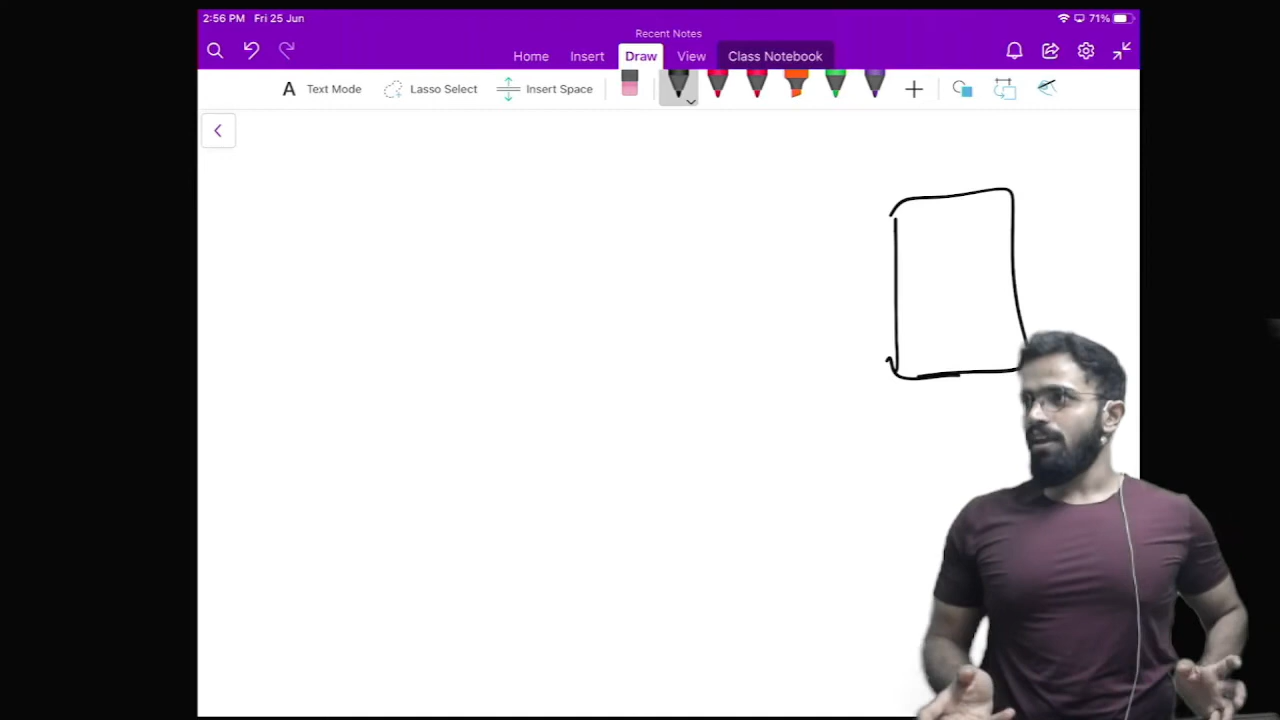 2:56 PM Fri 25 Jun 71%
Recent Notes
Home Insert Draw View Class Notebook
A Text Mode Lasso Select Insert Space